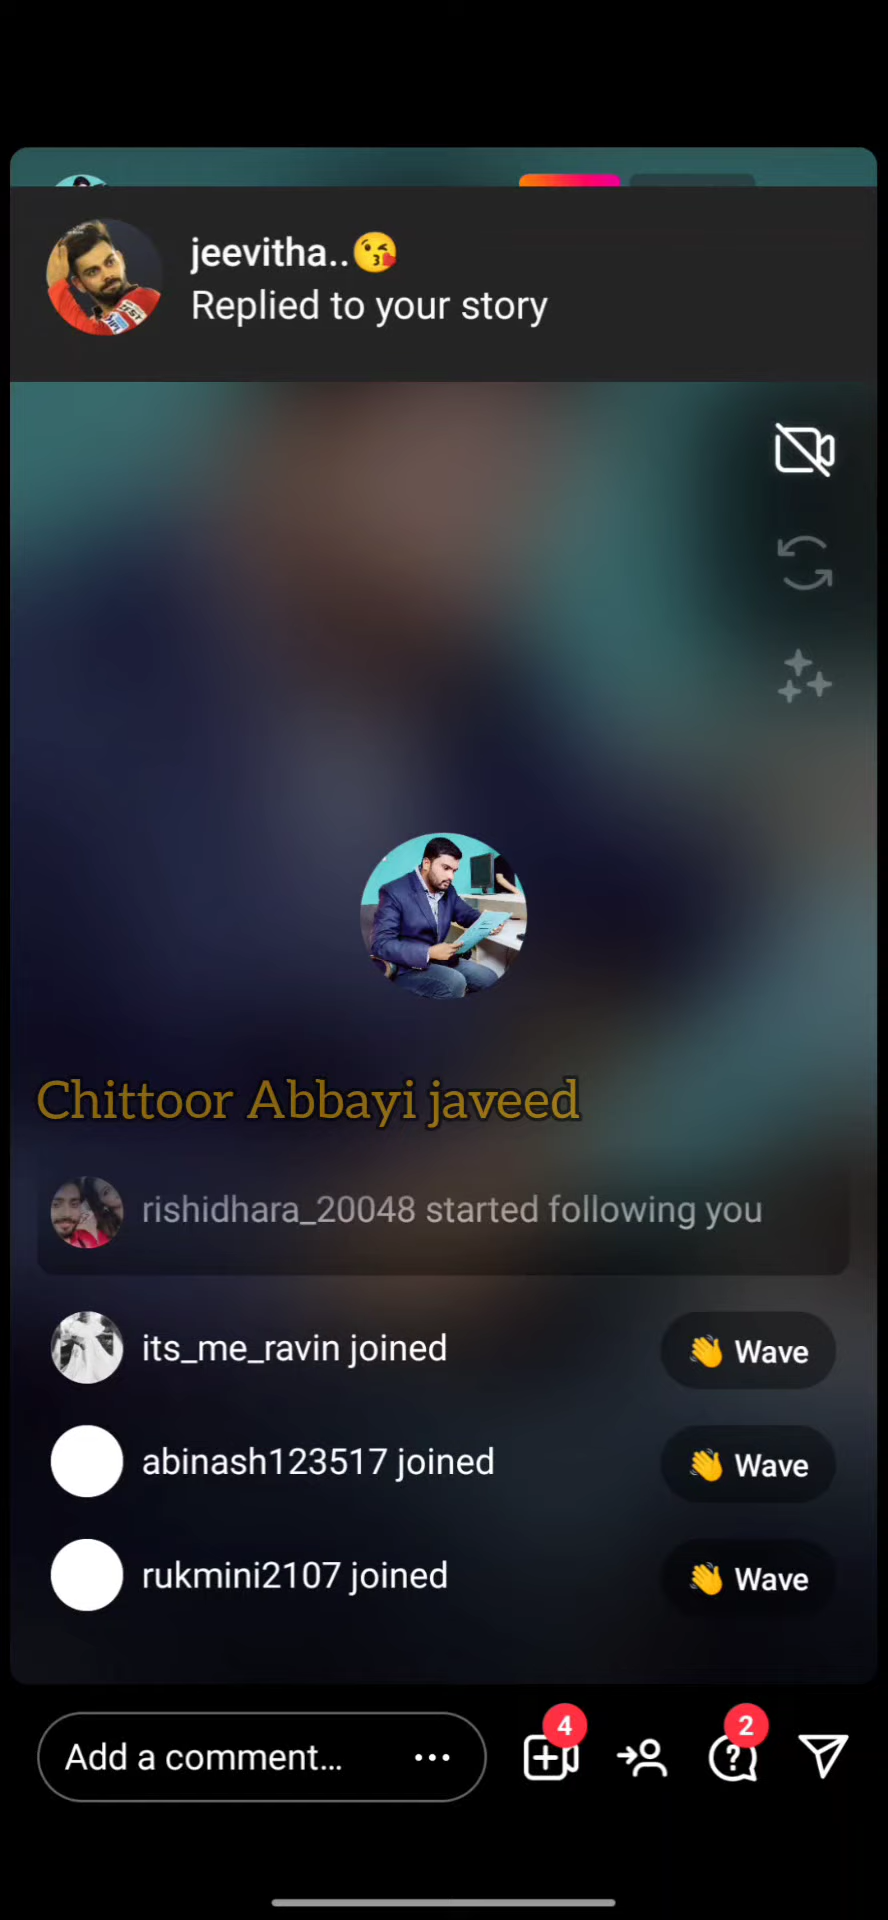 jeevitha..😘
Replied to your story
Chittoor Abbayi javeed
rishidhara_20048 started following you
its_me_ravin joined
👋 Wave
abinash123517 joined
👋 Wave
rukmini2107 joined
👋 Wave
4
2
Add a comment...